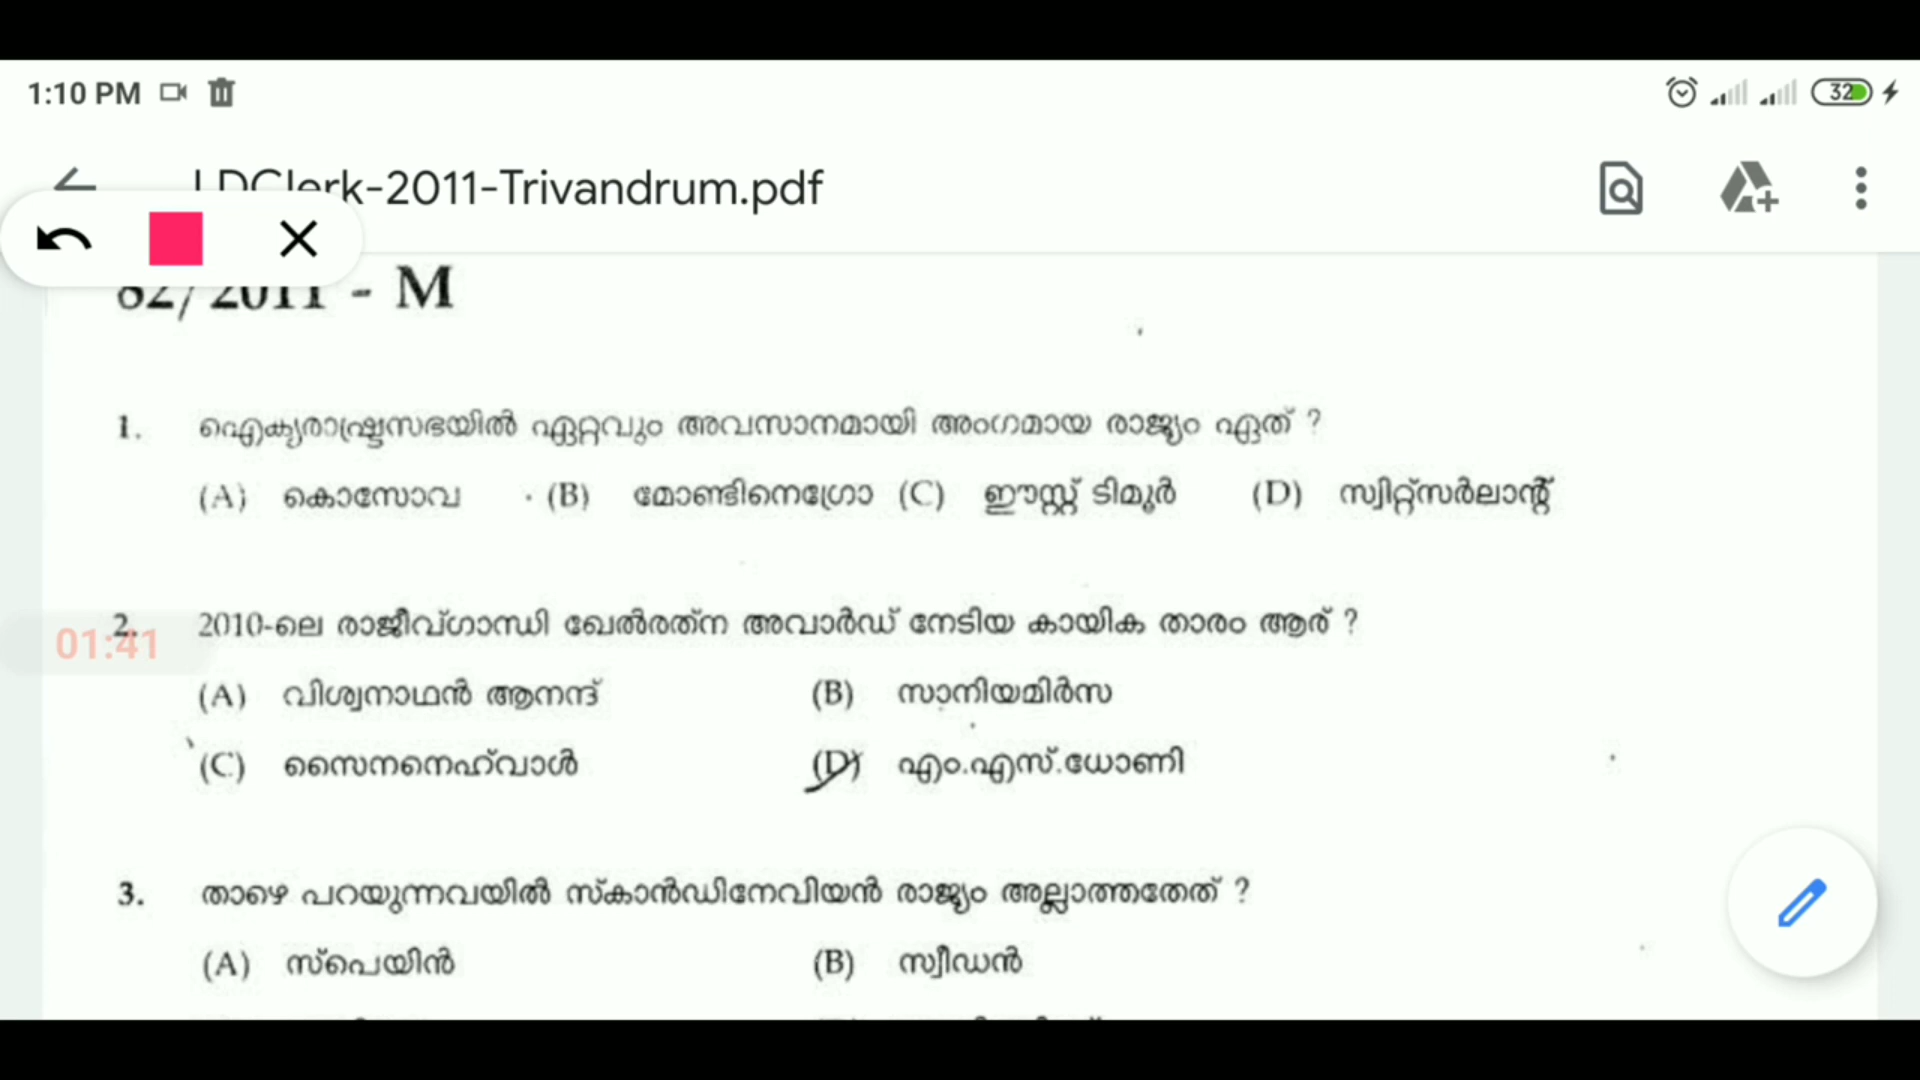 1:10 PM
32
LDClerk-2011-Trivandrum.pdf
82/2011 - M
1. ഐക്യരാഷ്ട്രസഭയിൽ ഏറ്റവും അവസാനമായി അംഗമായ രാജ്യം ഏത് ?
(A) കൊസോവ (B) മോണ്ടിനെഗ്രോ (C) ഈസ്റ്റ് ടിമൂർ (D) സ്വിറ്റ്സർലാന്റ്
2. 2010-ലെ രാജീവ്ഗാന്ധി ഖേൽരത്ന അവാർഡ് നേടിയ കായിക താരം ആര് ?
01:41
(A) വിശ്വനാഥൻ ആനന്ദ് (B) സാനിയമിർസ
(C) സൈനനെഹ്‌വാൾ (D) എം.എസ്.ധോണി
3. താഴെ പറയുന്നവയിൽ സ്കാൻഡിനേവിയൻ രാജ്യം അല്ലാത്തതേത് ?
(A) സ്പെയിൻ (B) സ്വീഡൻ